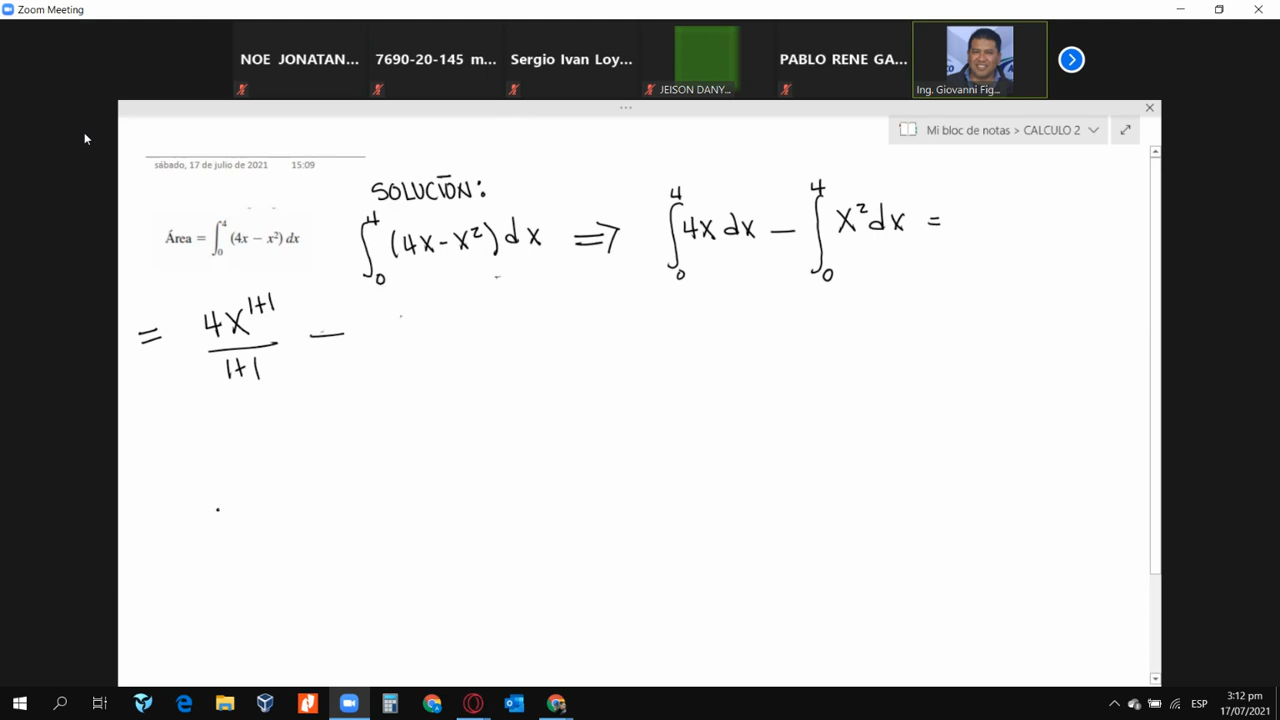 Zoom Meeting
NOE JONATAN...
7690-20-145 m...
Sergio Ivan Loy...
JEISON DANY...
PABLO RENE GA...
Ing. Giovanni Fig...
Mi bloc de notas > CALCULO 2
sábado, 17 de julio de 2021 15:09
SOLUCIÓN:
Área = ∫₀⁴ (4x − x²) dx
∫₀⁴ (4x-x²) dx ⇒ ∫₀⁴ 4x dx − ∫₀⁴ x² dx =
= 4x^(1+1) / 1+1 −
ESP
3:12 pm
17/07/2021